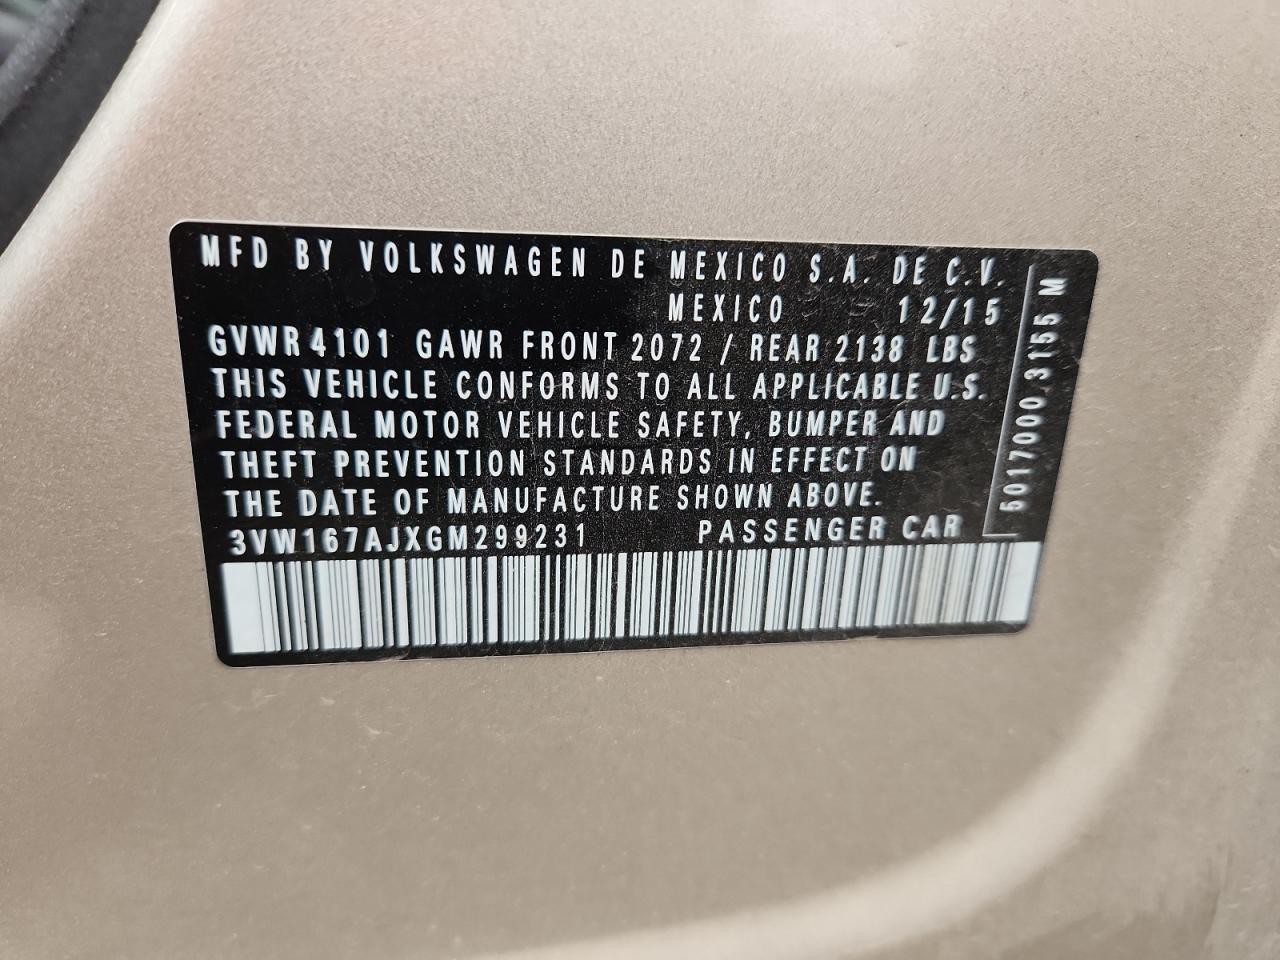 MFD BY VOLKSWAGEN DE MEXICO S.A. DE C.V.
MEXICO 12/15
GVWR 4101 GAWR FRONT 2072 / REAR 2138 LBS
THIS VEHICLE CONFORMS TO ALL APPLICABLE U.S.
FEDERAL MOTOR VEHICLE SAFETY, BUMPER AND
THEFT PREVENTION STANDARDS IN EFFECT ON
THE DATE OF MANUFACTURE SHOWN ABOVE.
3VW167AJXGM299231 PASSENGER CAR
5017000.3155 M